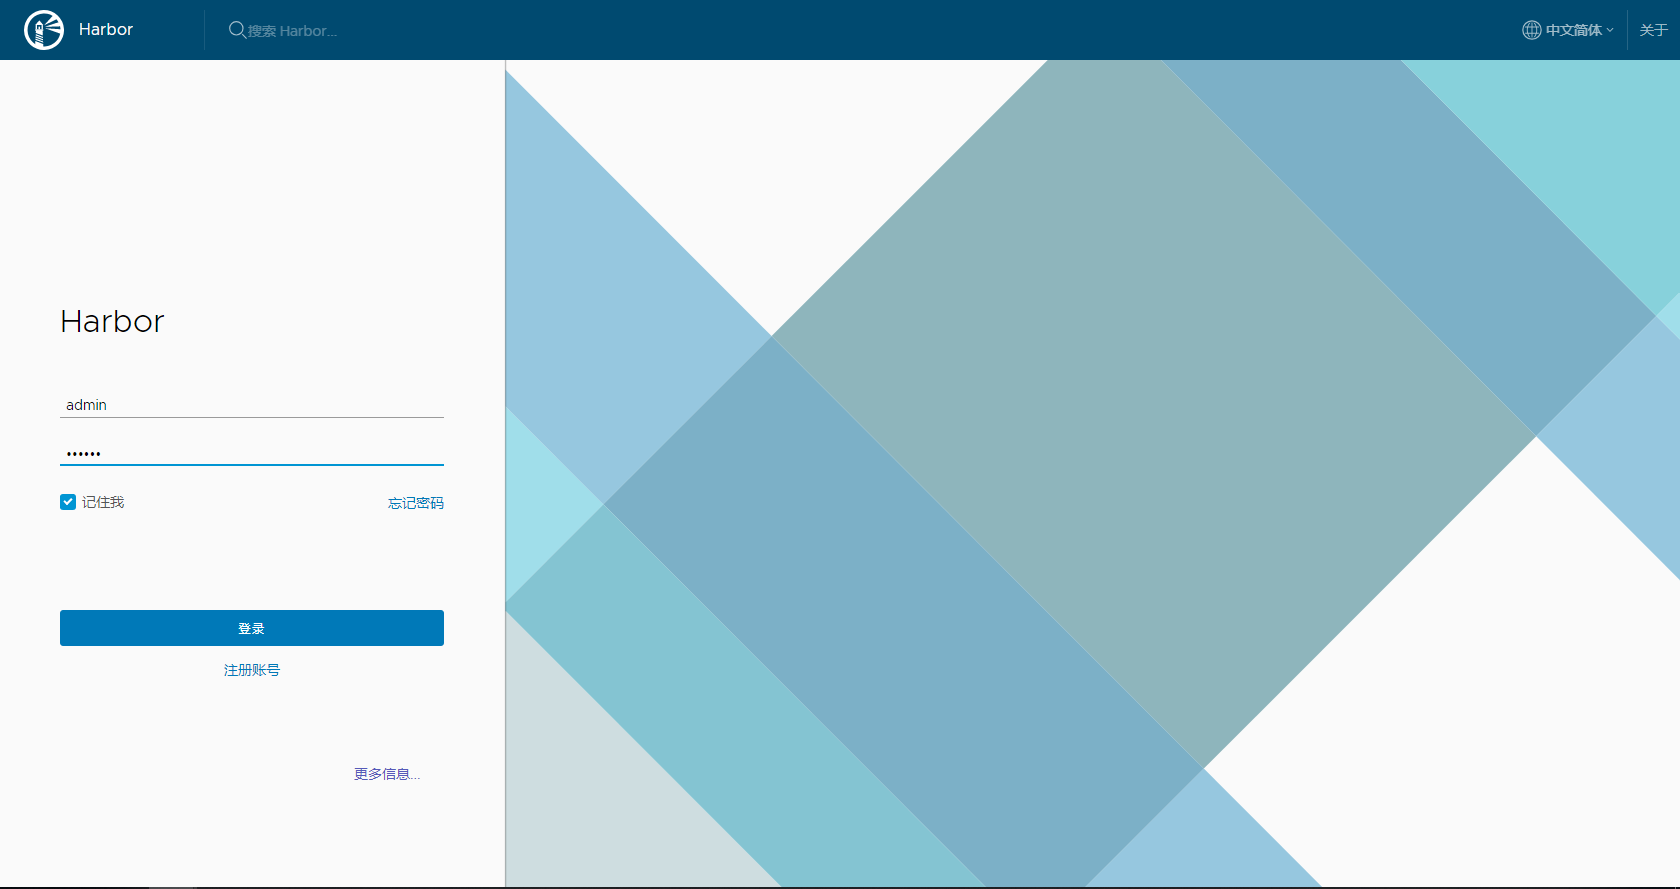 Harbor
搜索 Harbor...
中文简体
关于
Harbor
admin
••••••
记住我
忘记密码
登录
注册账号
更多信息...